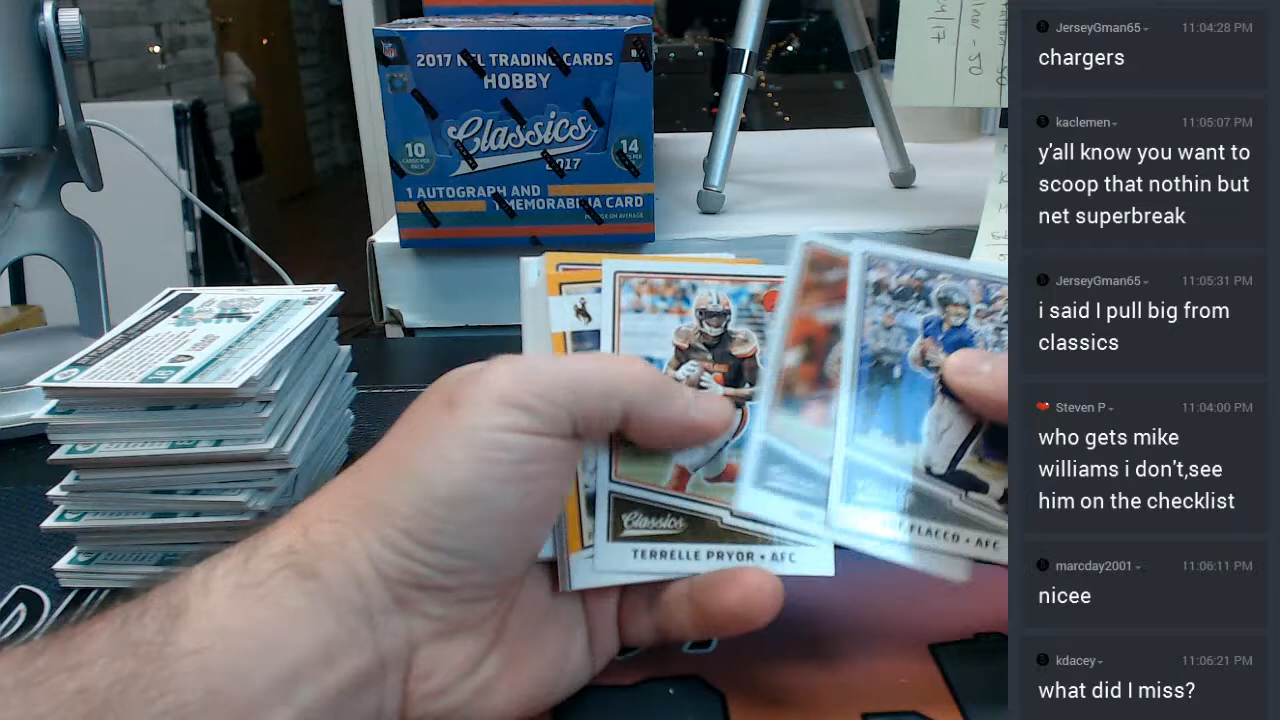 2017 NFL TRADING CARDS
HOBBY
Classics
2017
10
CARDS PER
PACK
14
1 AUTOGRAPH AND
1 MEMORABILIA CARD
Classics
TERRELLE PRYOR • AFC
FLACCO • AFC
JerseyGman65 11:04:28 PM
chargers
kaclemen 11:05:07 PM
y'all know you want to
scoop that nothin but
net superbreak
JerseyGman65 11:05:31 PM
i said I pull big from
classics
Steven P 11:04:00 PM
who gets mike
williams i don't,see
him on the checklist
marcday2001 11:06:11 PM
nicee
kdacey 11:06:21 PM
what did I miss?